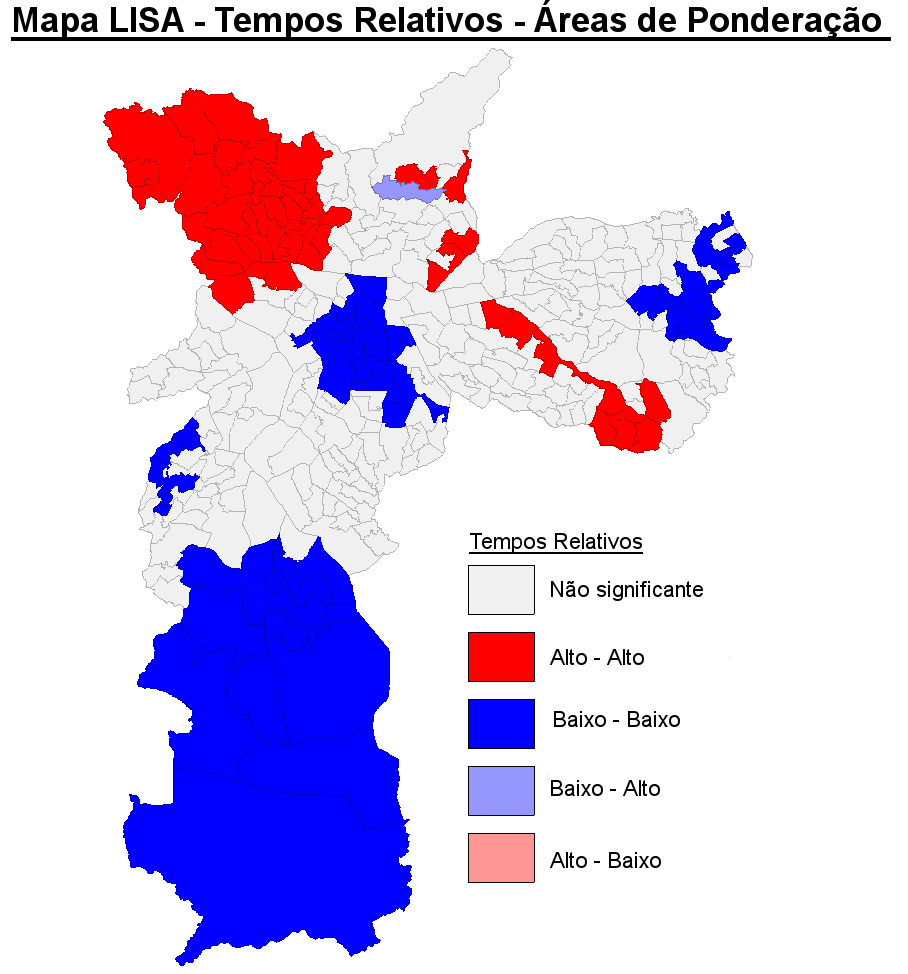 Mapa LISA - Tempos Relativos - Áreas de Ponderação
Tempos Relativos
Não significante
Alto - Alto
Baixo - Baixo
Baixo - Alto
Alto - Baixo